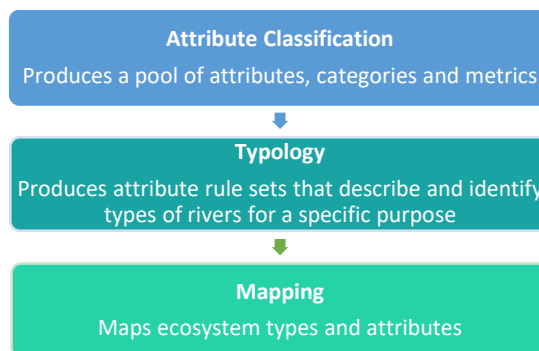 Attribute Classification
Produces a pool of attributes, categories and metrics
Typology
Produces attribute rule sets that describe and identify
types of rivers for a specific purpose
Mapping
Maps ecosystem types and attributes